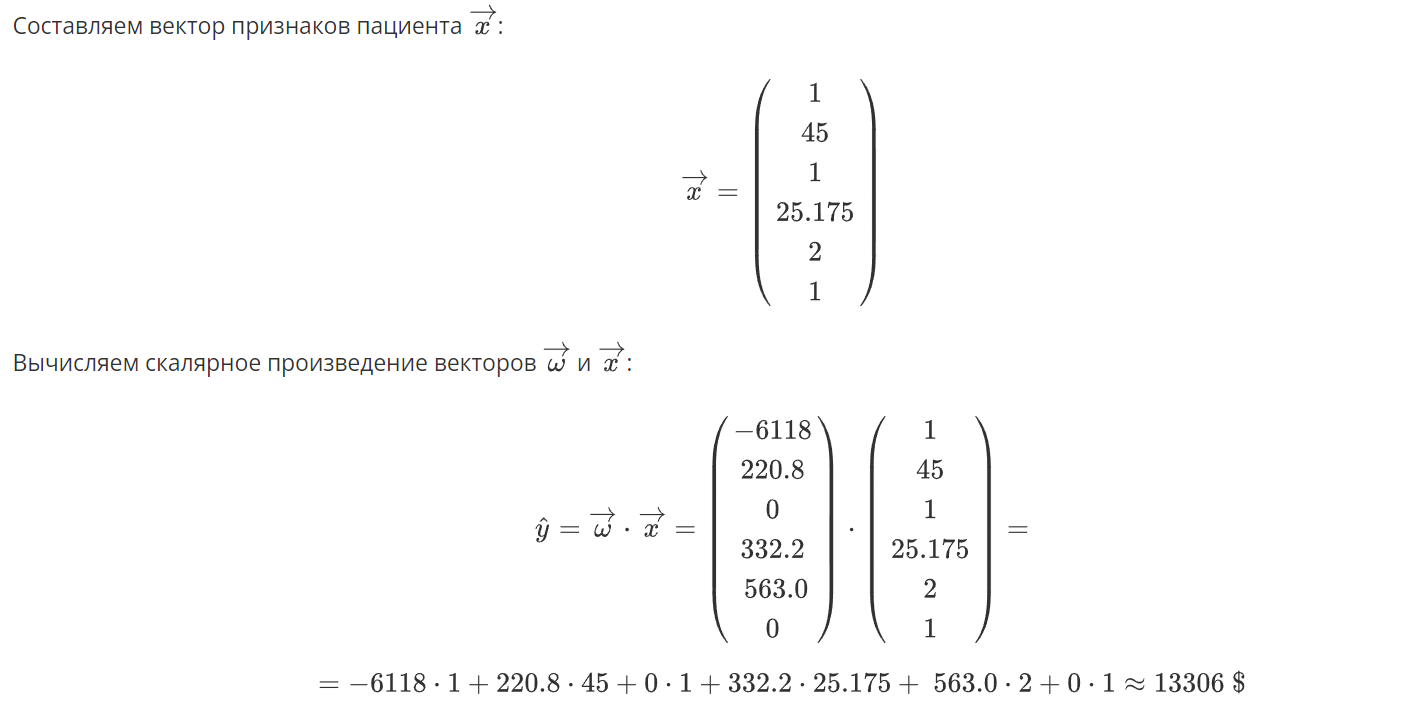 Составляем вектор признаков пациента $\overrightarrow{x}$:
$$\overrightarrow{x} = \begin{pmatrix} 1 \\ 45 \\ 1 \\ 25.175 \\ 2 \\ 1 \end{pmatrix}$$
Вычисляем скалярное произведение векторов $\overrightarrow{\omega}$ и $\overrightarrow{x}$:
$$\hat{y} = \overrightarrow{\omega} \cdot \overrightarrow{x} = \begin{pmatrix} -6118 \\ 220.8 \\ 0 \\ 332.2 \\ 563.0 \\ 0 \end{pmatrix} \cdot \begin{pmatrix} 1 \\ 45 \\ 1 \\ 25.175 \\ 2 \\ 1 \end{pmatrix} =$$
$$= -6118 \cdot 1 + 220.8 \cdot 45 + 0 \cdot 1 + 332.2 \cdot 25.175 + 563.0 \cdot 2 + 0 \cdot 1 \approx 13306\ \$$$